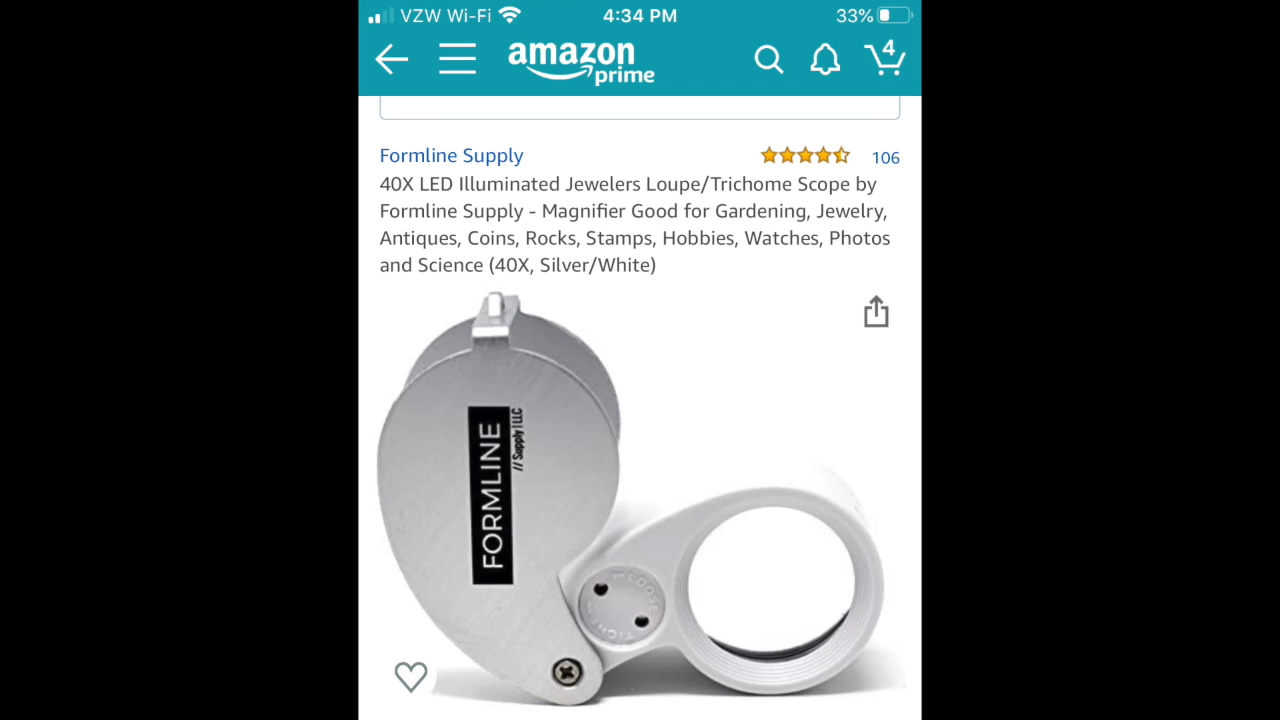 VZW Wi-Fi 4:34 PM 33%
amazon 4
prime
Formline Supply 106
40X LED Illuminated Jewelers Loupe/Trichome Scope by
Formline Supply - Magnifier Good for Gardening, Jewelry,
Antiques, Coins, Rocks, Stamps, Hobbies, Watches, Photos
and Science (40X, Silver/White)
FORMLINE
// Supply | LLC
LOOSE